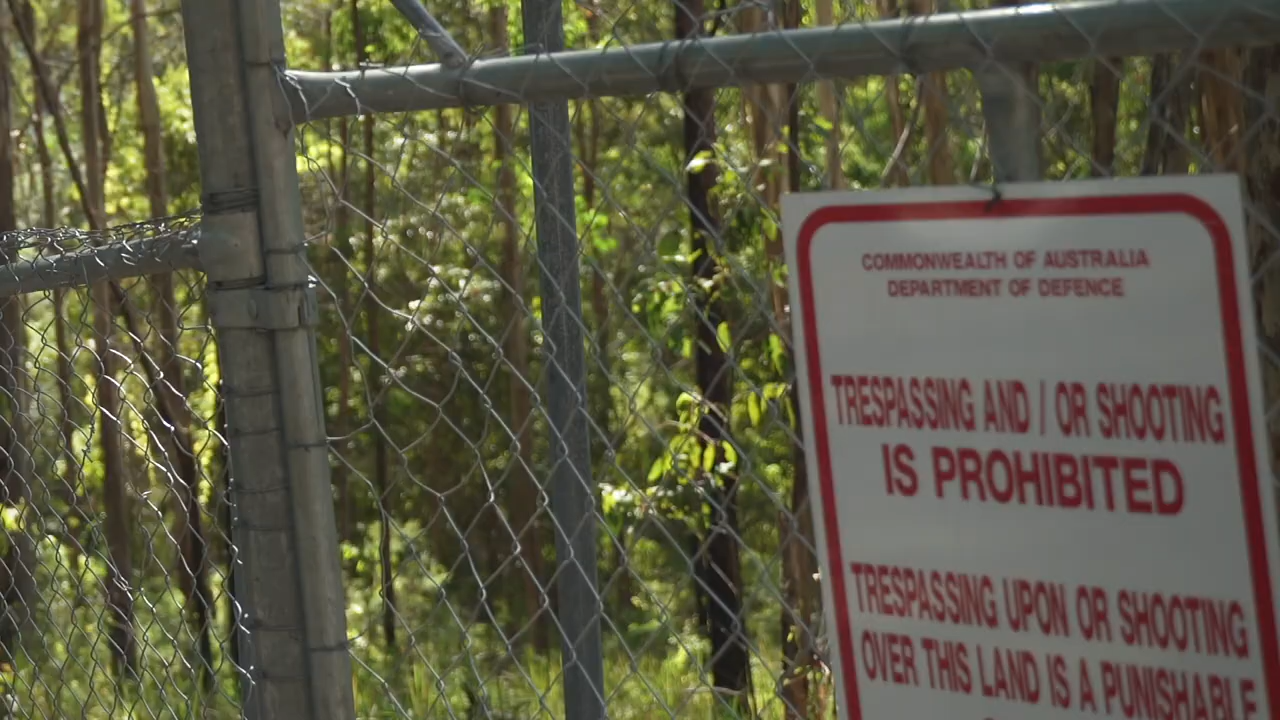 COMMONWEALTH OF AUSTRALIA
DEPARTMENT OF DEFENCE
TRESPASSING AND / OR SHOOTING
IS PROHIBITED
TRESPASSING UPON OR SHOOTING
OVER THIS LAND IS A PUNISHABLE